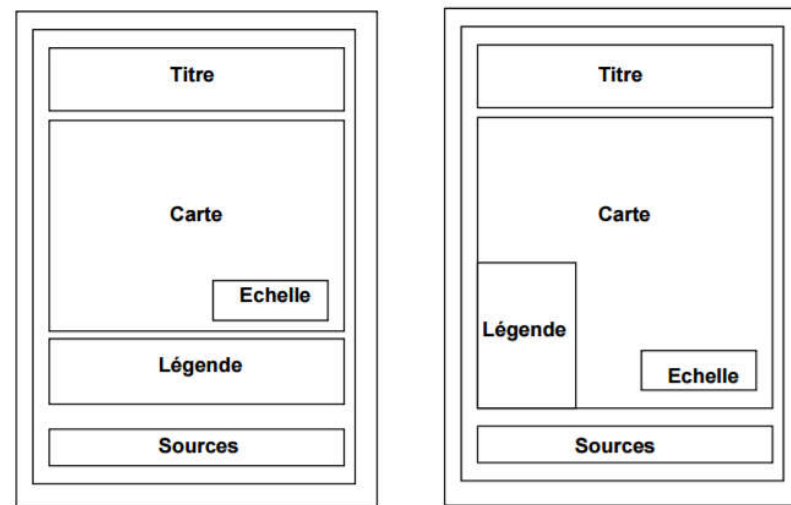 Titre
Carte
Echelle
Légende
Sources
Titre
Carte
Légende
Echelle
Sources